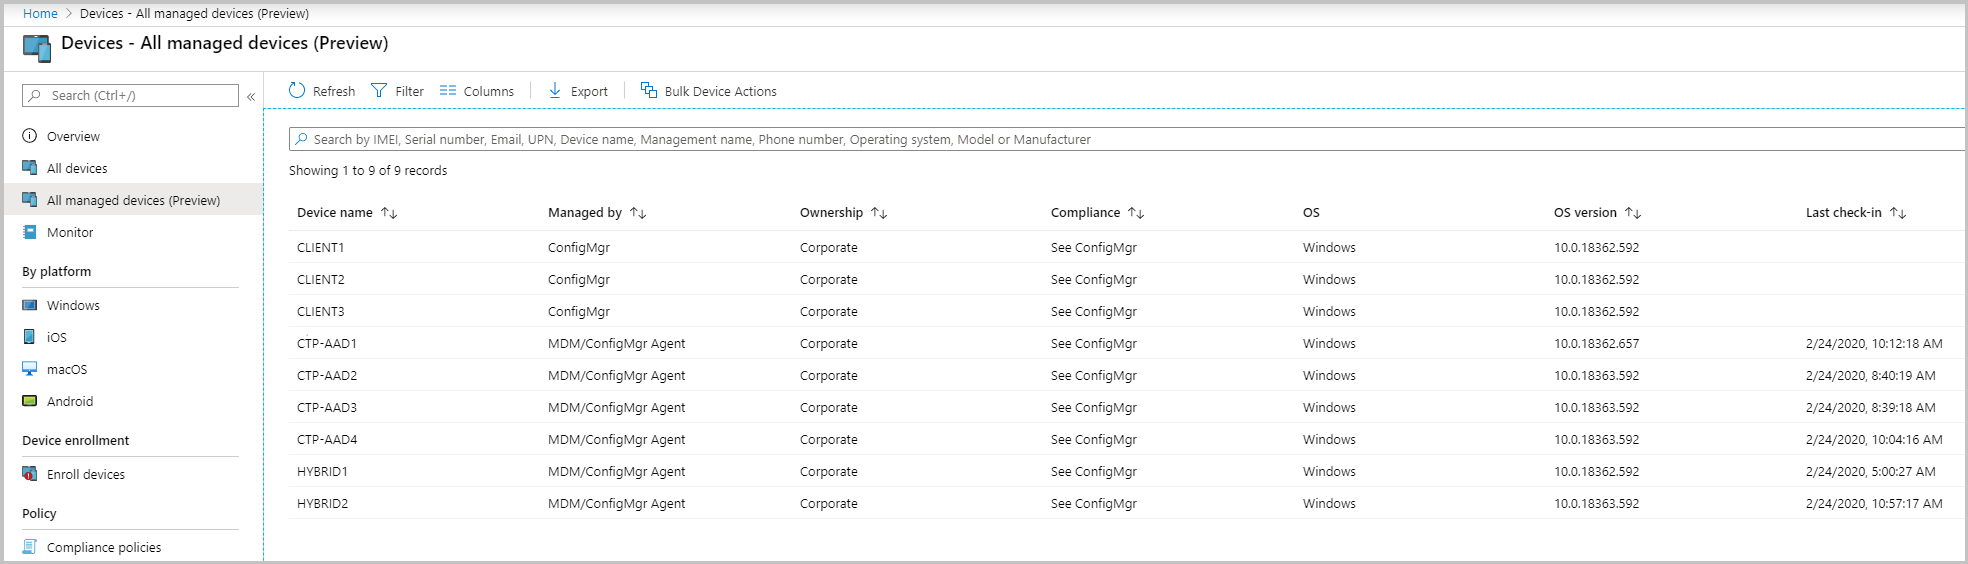 Home > Devices - All managed devices (Preview)
Devices - All managed devices (Preview)
Search (Ctrl+/)
«
Overview
All devices
All managed devices (Preview)
Monitor
By platform
Windows
iOS
macOS
Android
Device enrollment
Enroll devices
Policy
Compliance policies
Refresh Filter Columns Export Bulk Device Actions
Search by IMEI, Serial number, Email, UPN, Device name, Management name, Phone number, Operating system, Model or Manufacturer
Showing 1 to 9 of 9 records
Device name ↑↓ Managed by ↑↓ Ownership ↑↓ Compliance ↑↓ OS OS version ↑↓ Last check-in ↑↓
CLIENT1 ConfigMgr Corporate See ConfigMgr Windows 10.0.18362.592
CLIENT2 ConfigMgr Corporate See ConfigMgr Windows 10.0.18362.592
CLIENT3 ConfigMgr Corporate See ConfigMgr Windows 10.0.18362.592
CTP-AAD1 MDM/ConfigMgr Agent Corporate See ConfigMgr Windows 10.0.18362.657 2/24/2020, 10:12:18 AM
CTP-AAD2 MDM/ConfigMgr Agent Corporate See ConfigMgr Windows 10.0.18363.592 2/24/2020, 8:40:19 AM
CTP-AAD3 MDM/ConfigMgr Agent Corporate See ConfigMgr Windows 10.0.18363.592 2/24/2020, 8:39:18 AM
CTP-AAD4 MDM/ConfigMgr Agent Corporate See ConfigMgr Windows 10.0.18363.592 2/24/2020, 10:04:16 AM
HYBRID1 MDM/ConfigMgr Agent Corporate See ConfigMgr Windows 10.0.18362.592 2/24/2020, 5:00:27 AM
HYBRID2 MDM/ConfigMgr Agent Corporate See ConfigMgr Windows 10.0.18363.592 2/24/2020, 10:57:17 AM